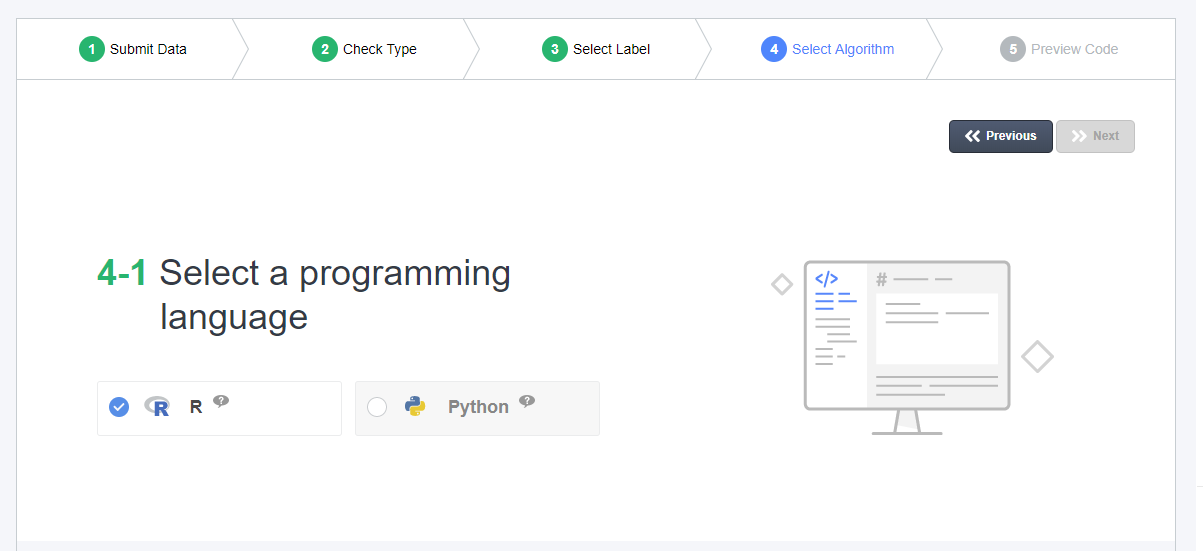 1 Submit Data
2 Check Type
3 Select Label
4 Select Algorithm
5 Preview Code
Previous
Next
4-1 Select a programming
language
R R ?
Python ?
</>
#